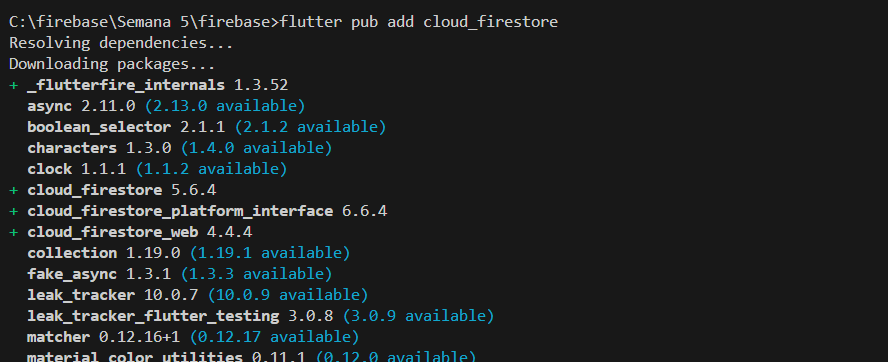 C:\firebase\Semana 5\firebase>flutter pub add cloud_firestore
Resolving dependencies...
Downloading packages...
+ _flutterfire_internals 1.3.52
async 2.11.0 (2.13.0 available)
boolean_selector 2.1.1 (2.1.2 available)
characters 1.3.0 (1.4.0 available)
clock 1.1.1 (1.1.2 available)
+ cloud_firestore 5.6.4
+ cloud_firestore_platform_interface 6.6.4
+ cloud_firestore_web 4.4.4
collection 1.19.0 (1.19.1 available)
fake_async 1.3.1 (1.3.3 available)
leak_tracker 10.0.7 (10.0.9 available)
leak_tracker_flutter_testing 3.0.8 (3.0.9 available)
matcher 0.12.16+1 (0.12.17 available)
material_color_utilities 0.11.1 (0.12.0 available)